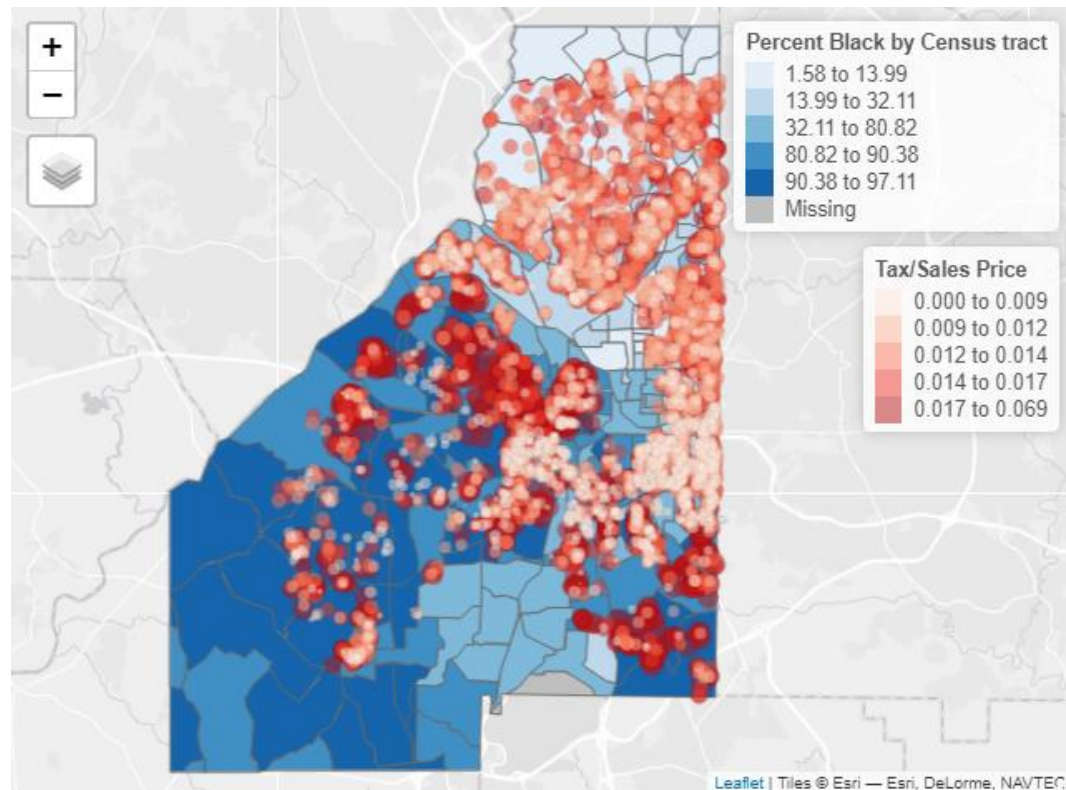 +
−
Percent Black by Census tract
1.58 to 13.99
13.99 to 32.11
32.11 to 80.82
80.82 to 90.38
90.38 to 97.11
Missing
Tax/Sales Price
0.000 to 0.009
0.009 to 0.012
0.012 to 0.014
0.014 to 0.017
0.017 to 0.069
Leaflet | Tiles © Esri — Esri, DeLorme, NAVTEC